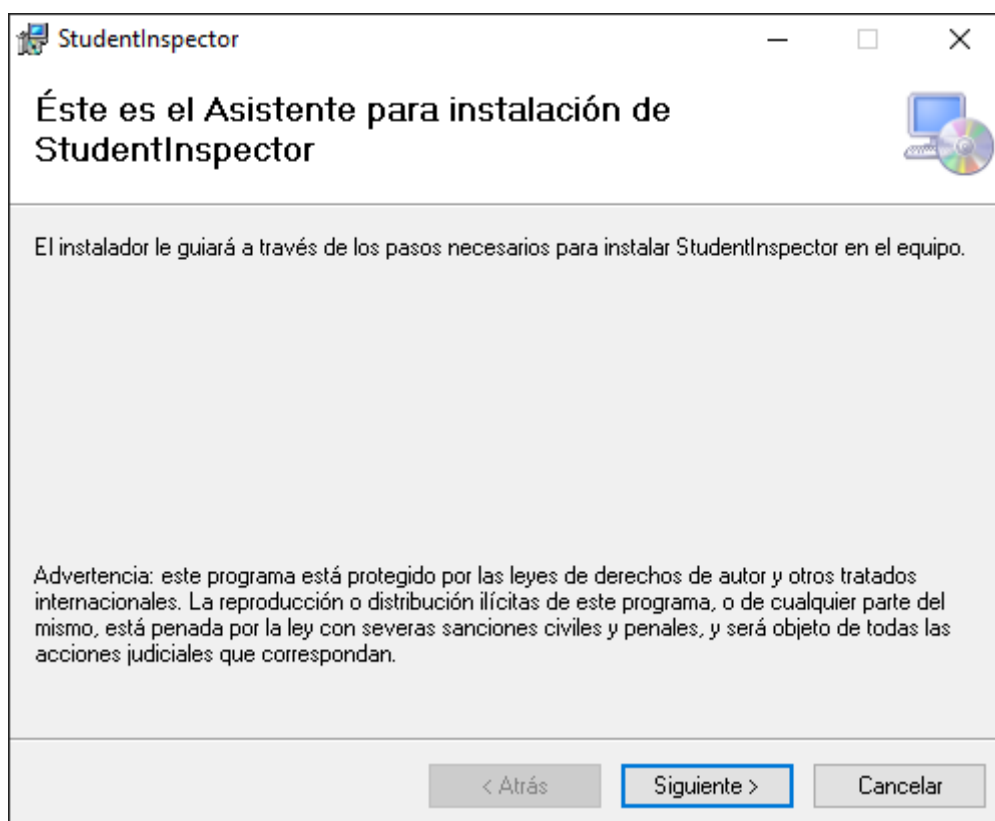 StudentInspector
Éste es el Asistente para instalación de
StudentInspector
El instalador le guiará a través de los pasos necesarios para instalar StudentInspector en el equipo.
Advertencia: este programa está protegido por las leyes de derechos de autor y otros tratados
internacionales. La reproducción o distribución ilícitas de este programa, o de cualquier parte del
mismo, está penada por la ley con severas sanciones civiles y penales, y será objeto de todas las
acciones judiciales que correspondan.
< Atrás Siguiente > Cancelar